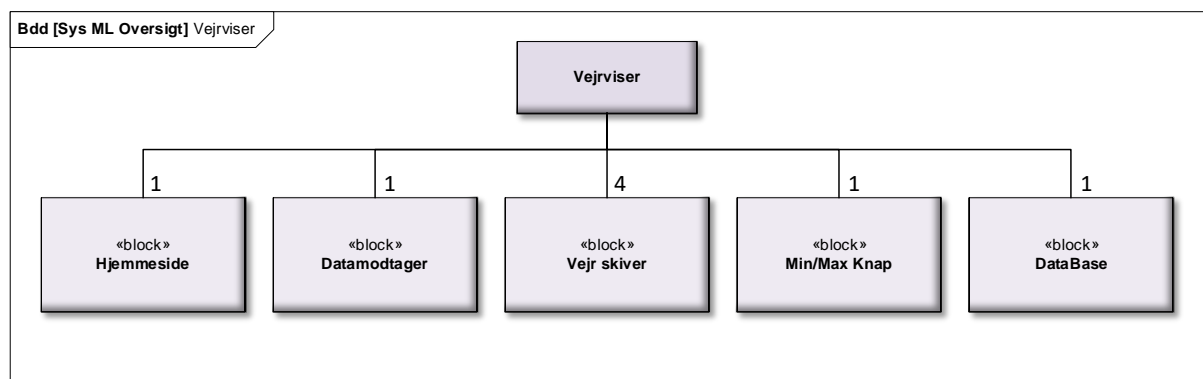 Bdd [Sys ML Oversigt] Vejrviser
Vejrviser
1
1
4
1
1
«block»
Hjemmeside
«block»
Datamodtager
«block»
Vejr skiver
«block»
Min/Max Knap
«block»
DataBase